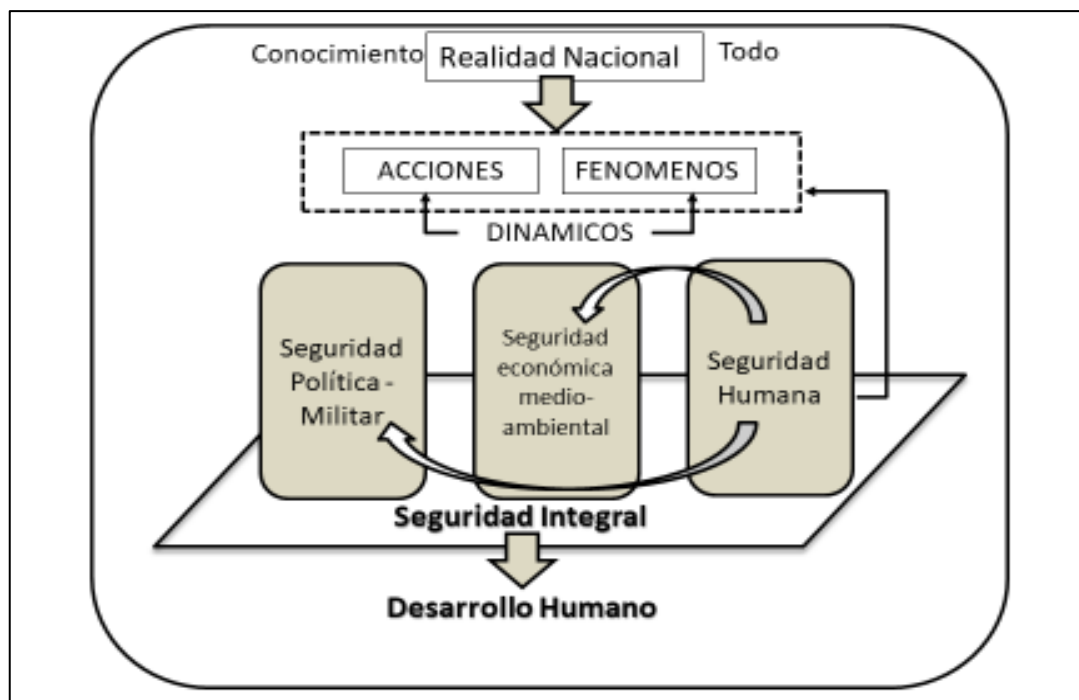 Conocimiento Realidad Nacional Todo
ACCIONES FENOMENOS
DINAMICOS
Seguridad
Política -
Militar
Seguridad
económica
medio-
ambiental
Seguridad
Humana
Seguridad Integral
Desarrollo Humano